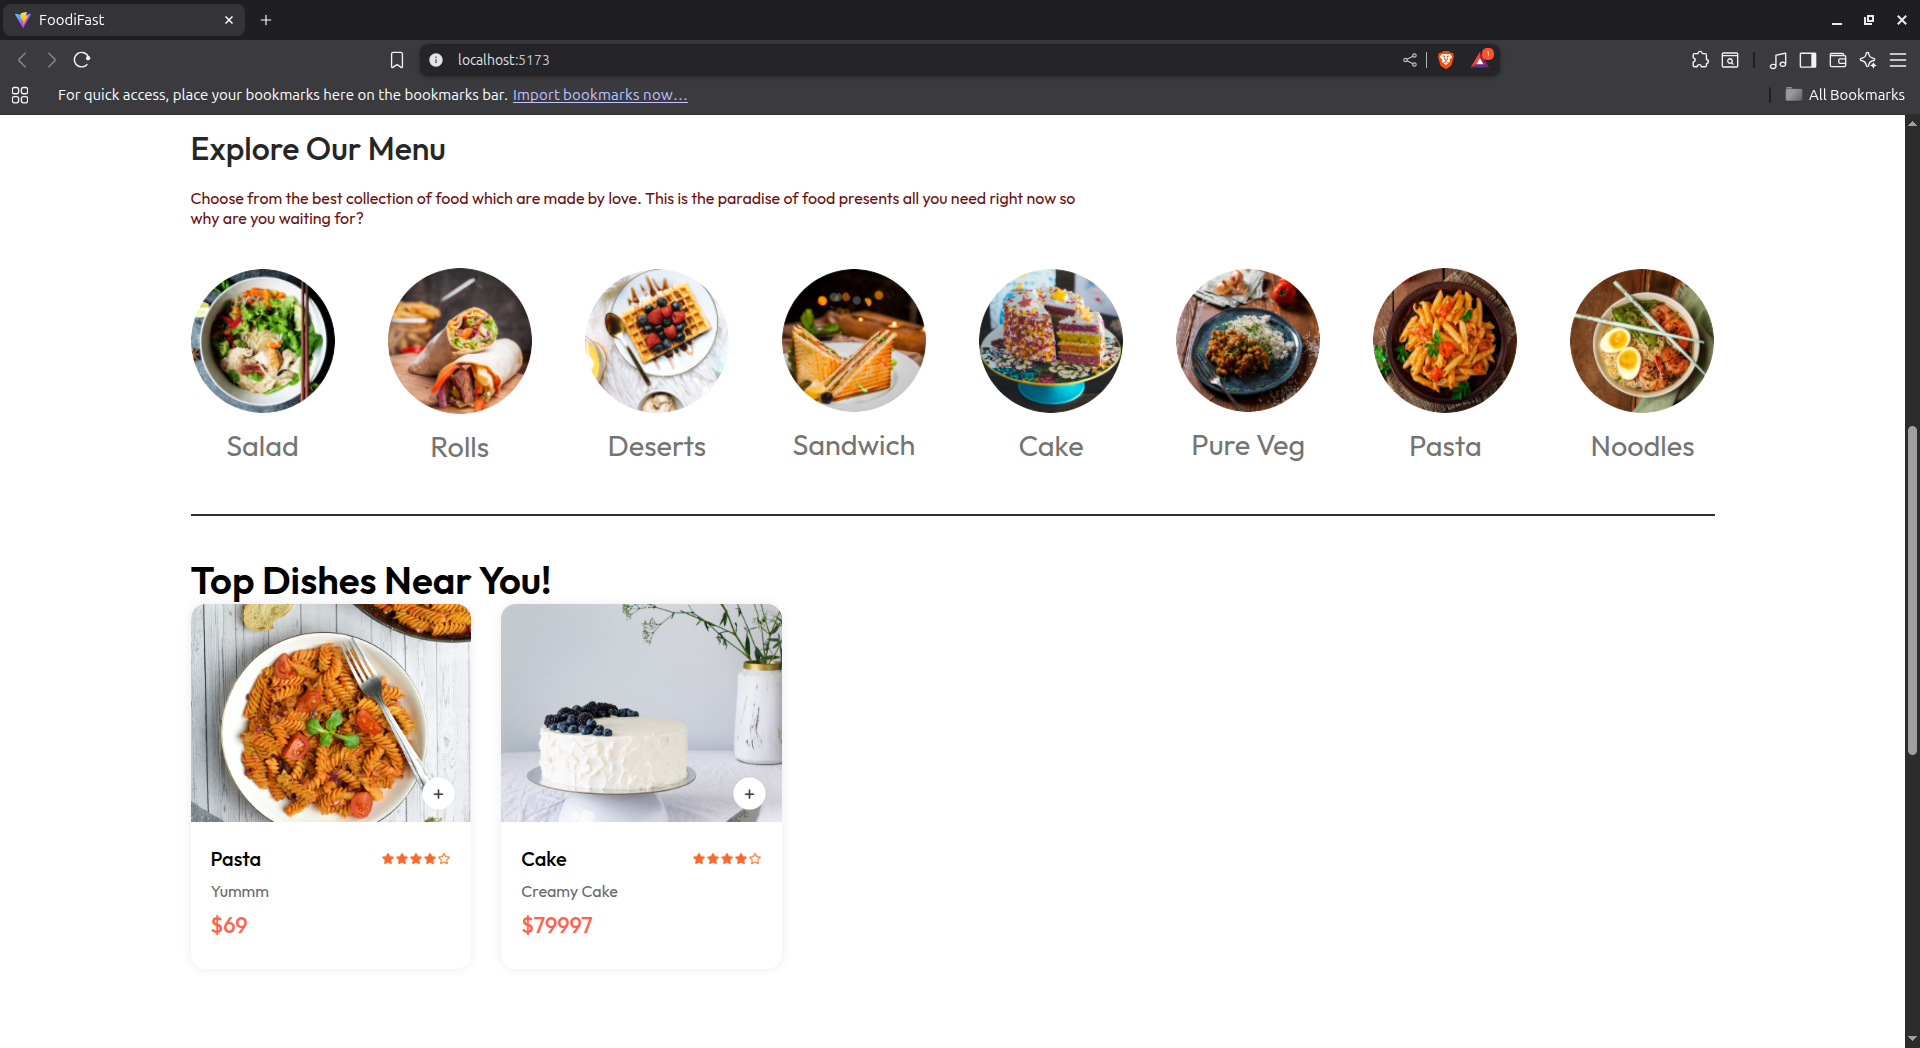 FoodiFast
localhost:5173
1
For quick access, place your bookmarks here on the bookmarks bar. Import bookmarks now...
All Bookmarks
Explore Our Menu
Choose from the best collection of food which are made by love. This is the paradise of food presents all you need right now so
why are you waiting for?
Salad Rolls Deserts Sandwich Cake Pure Veg Pasta Noodles
Top Dishes Near You!
Pasta
Yummm
$69
Cake
Creamy Cake
$79997